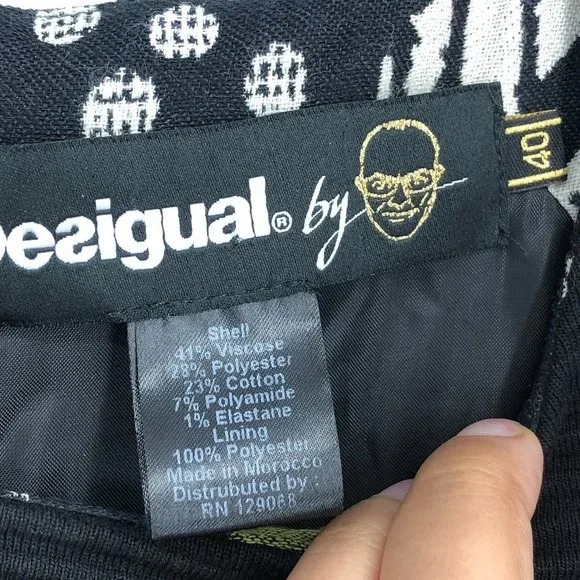 Desigual® by
40
Shell
41% Viscose
28% Polyester
23% Cotton
7% Polyamide
1% Elastane
Lining
100% Polyester
Made in Morocco
Distrubuted by :
RN 129068